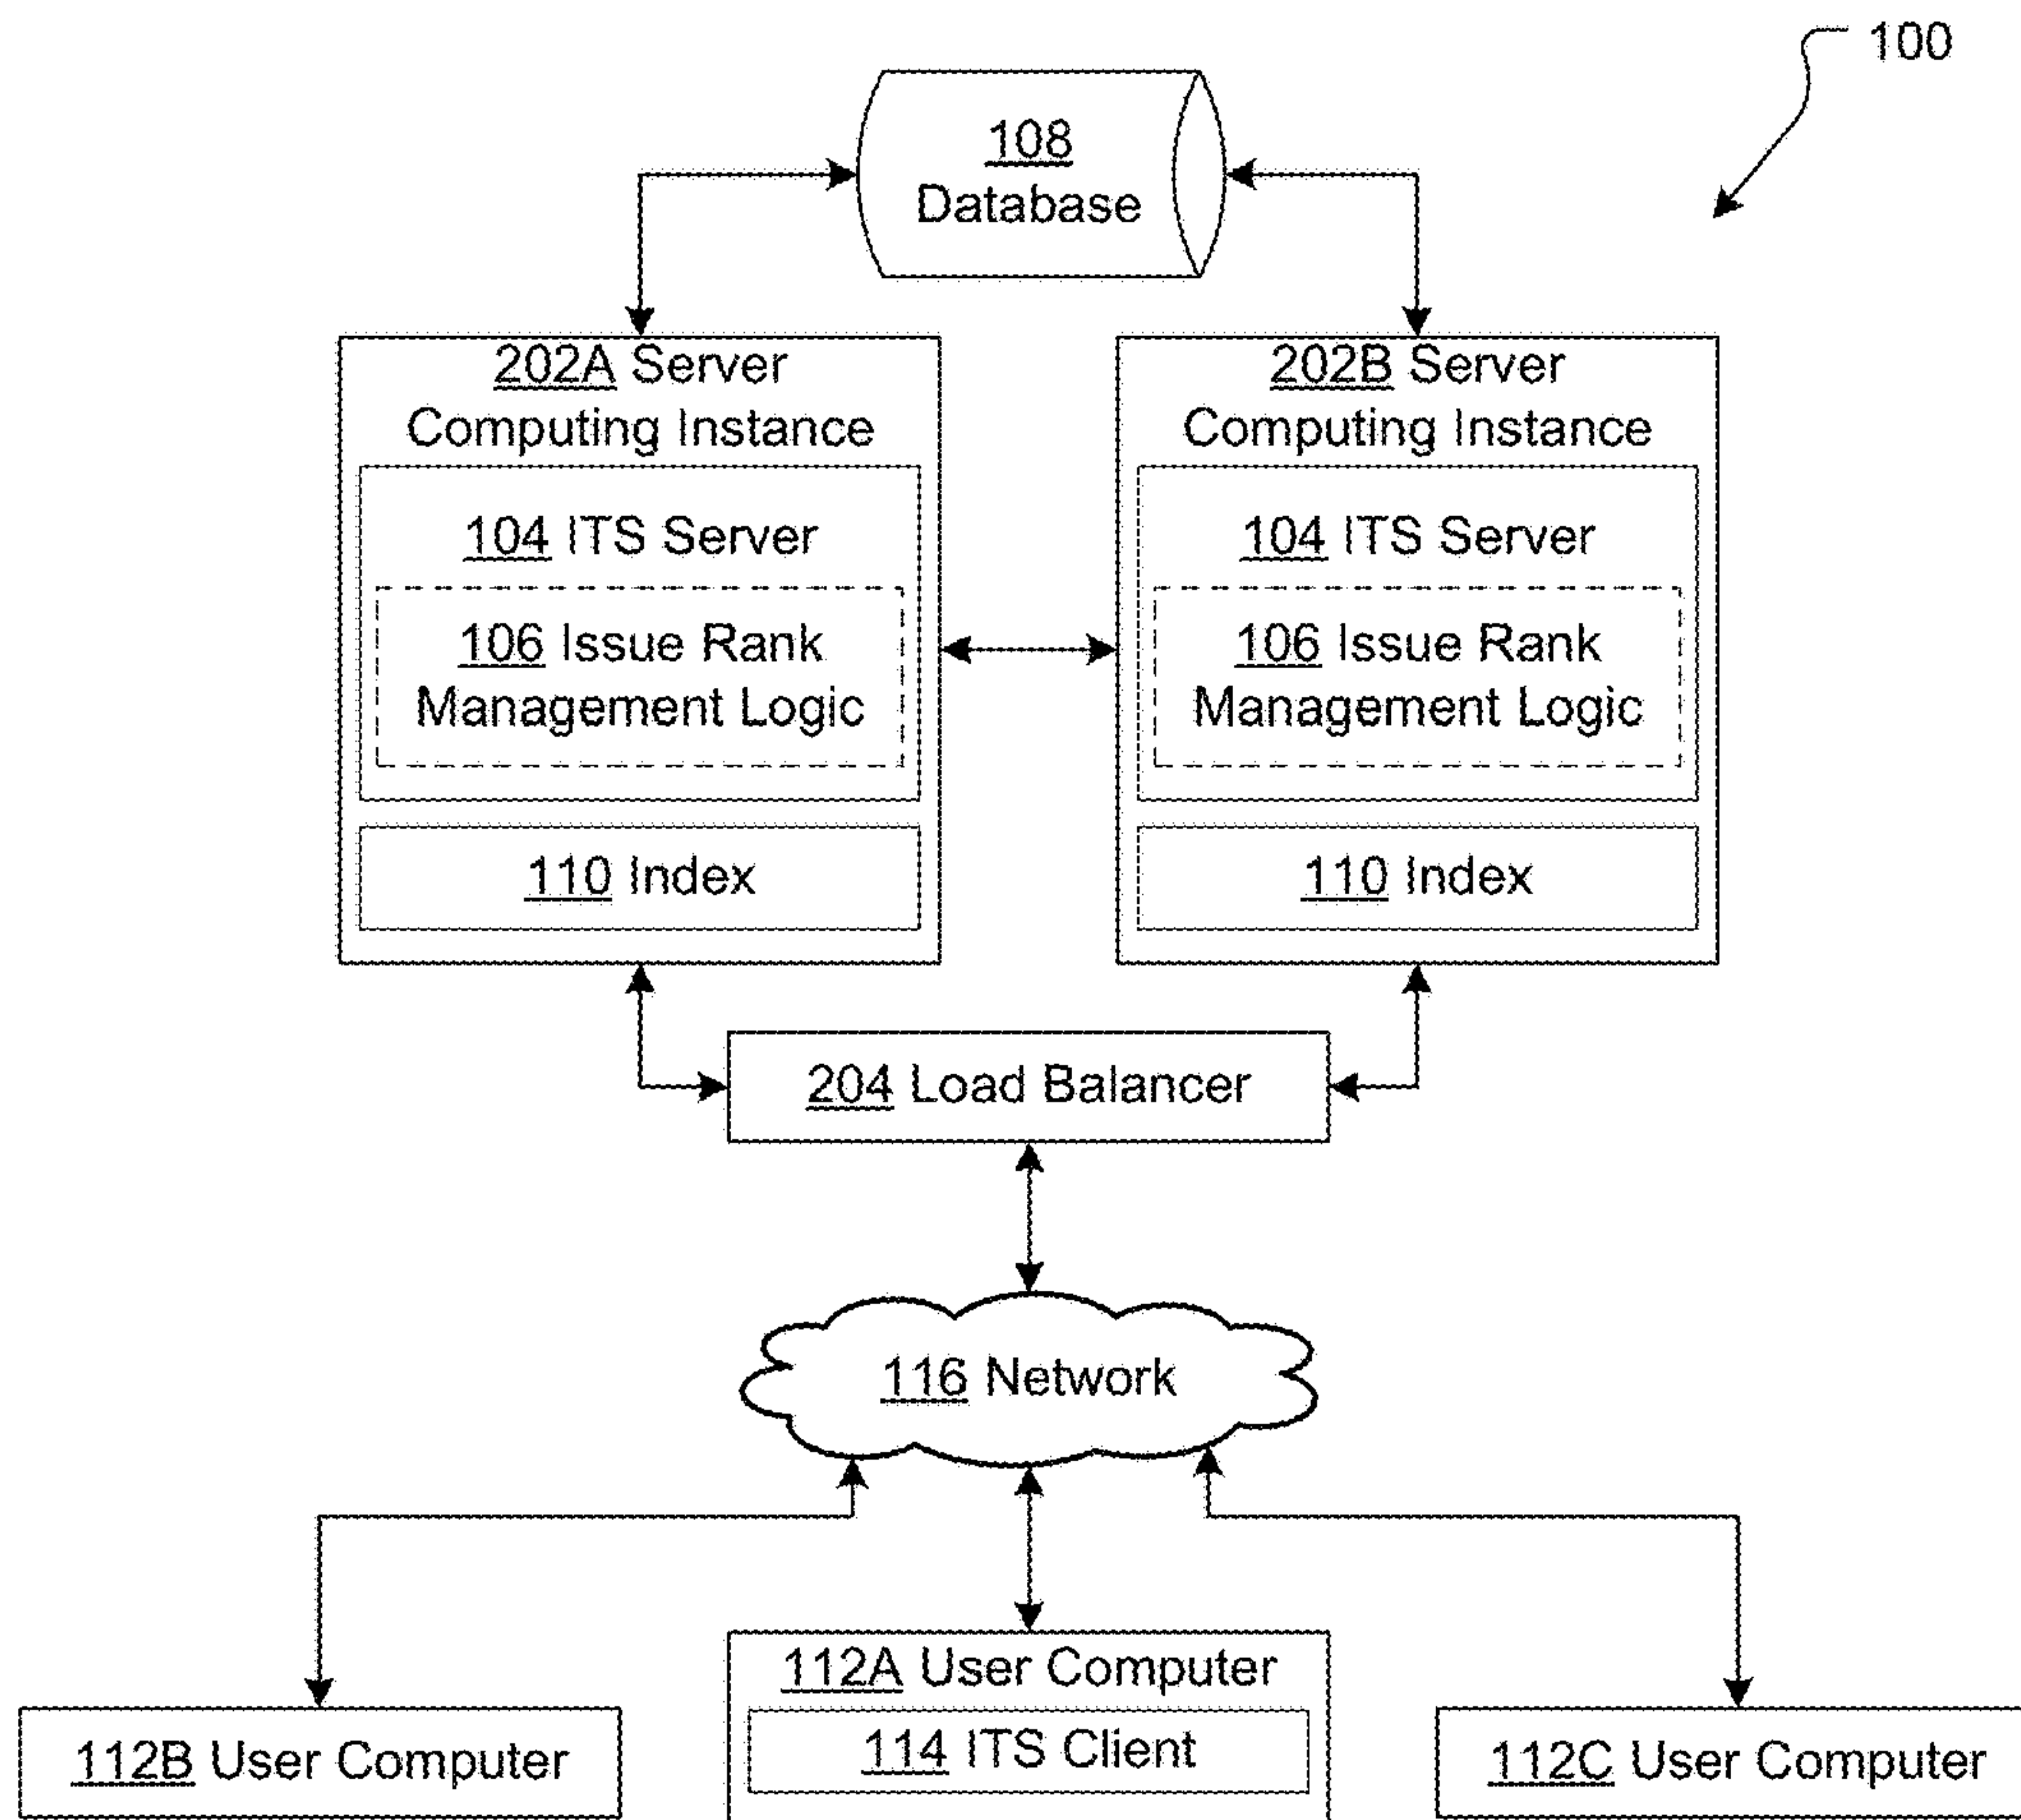 100
108
Database
202A Server
Computing Instance
104 ITS Server
106 Issue Rank
Management Logic
110 Index
202B Server
Computing Instance
104 ITS Server
106 Issue Rank
Management Logic
110 Index
204 Load Balancer
116 Network
112A User Computer
114 ITS Client
112B User Computer
112C User Computer